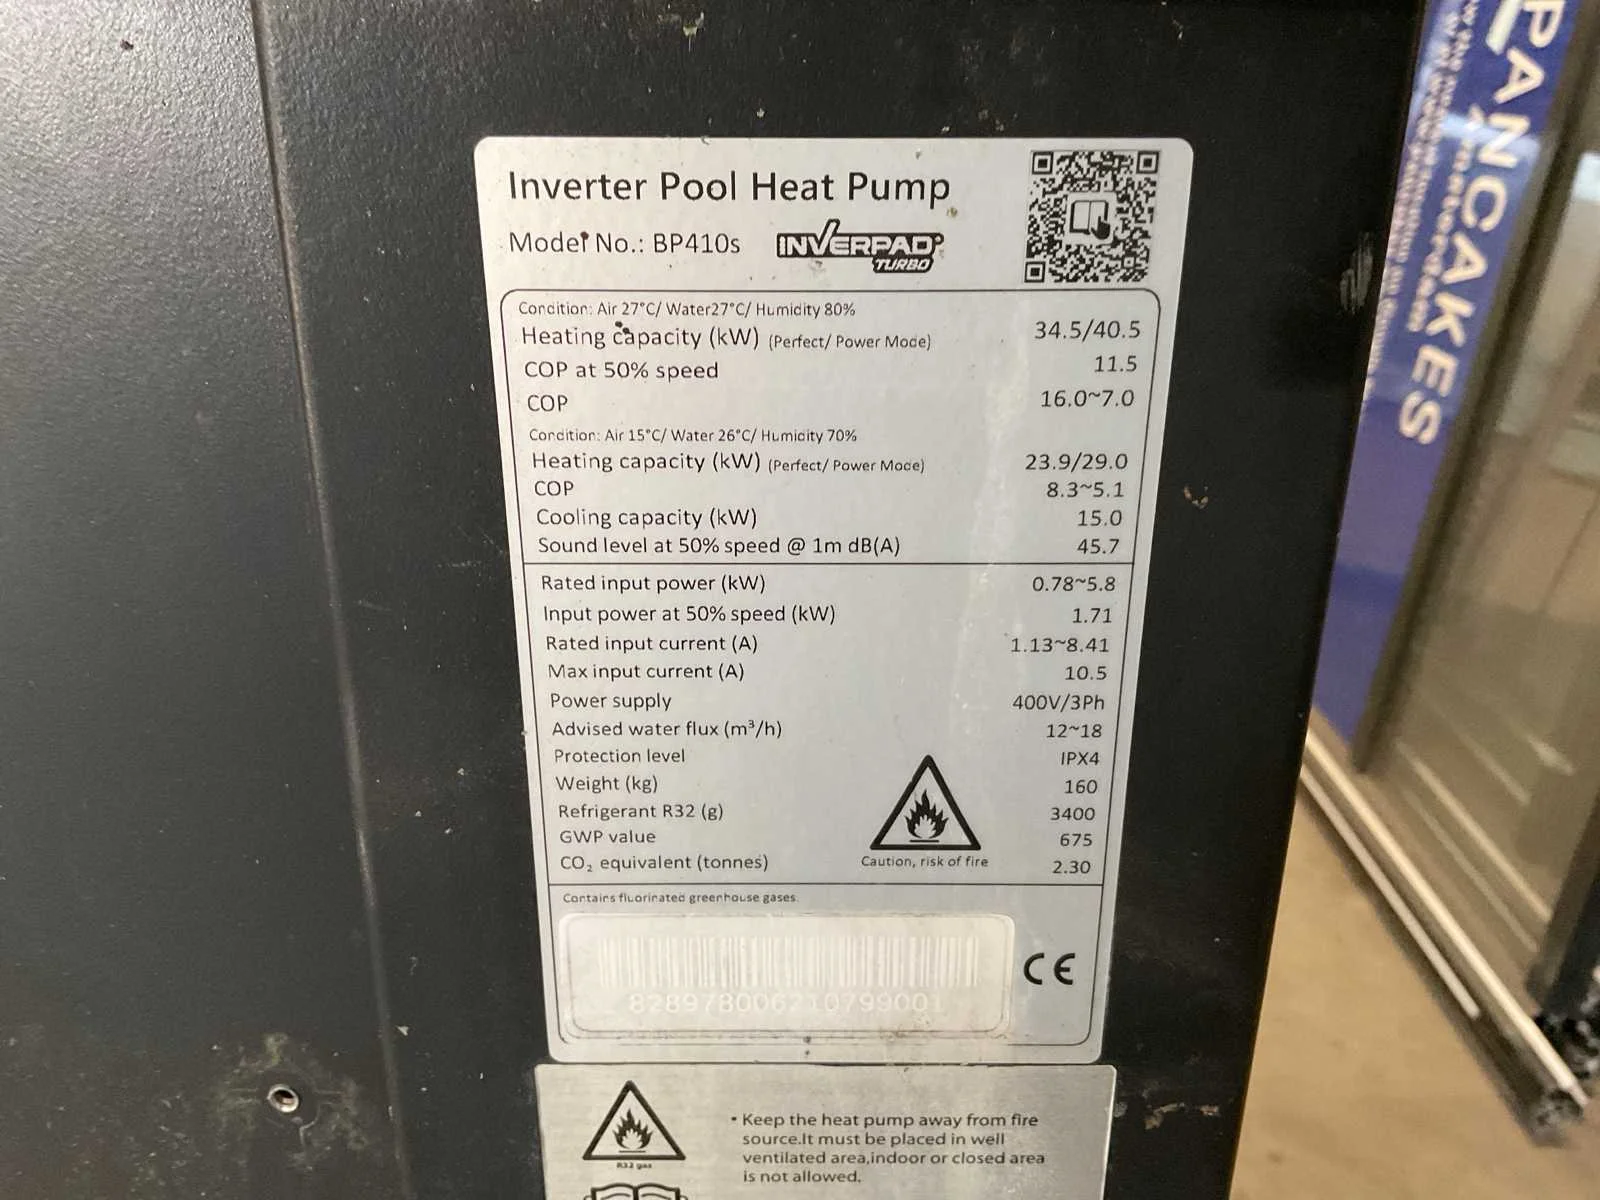 Inverter Pool Heat Pump
Model No.: BP410s INVERPAD® TURBO
Condition: Air 27°C/ Water27°C/ Humidity 80%
Heating capacity (kW) (Perfect/ Power Mode) 34.5/40.5
COP at 50% speed 11.5
COP 16.0~7.0
Condition: Air 15°C/ Water 26°C/ Humidity 70%
Heating capacity (kW) (Perfect/ Power Mode) 23.9/29.0
COP 8.3~5.1
Cooling capacity (kW) 15.0
Sound level at 50% speed @ 1m dB(A) 45.7
Rated input power (kW) 0.78~5.8
Input power at 50% speed (kW) 1.71
Rated input current (A) 1.13~8.41
Max input current (A) 10.5
Power supply 400V/3Ph
Advised water flux (m³/h) 12~18
Protection level IPX4
Weight (kg) 160
Refrigerant R32 (g) 3400
GWP value 675
CO₂ equivalent (tonnes) 2.30
Caution, risk of fire
Contains fluorinated greenhouse gases.
828978006210799001
CE
R32 gas
• Keep the heat pump away from fire
source.It must be placed in well
ventilated area,indoor or closed area
is not allowed.
PANCAKES